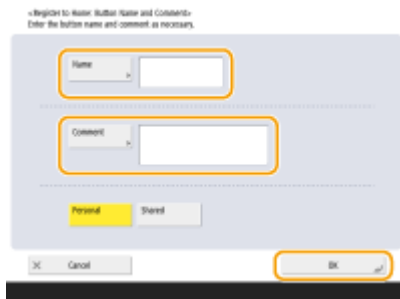 <Register to Home: Button Name and Comment>
Enter the button name and comment as necessary.
Name
Comment
Personal
Shared
Cancel
OK